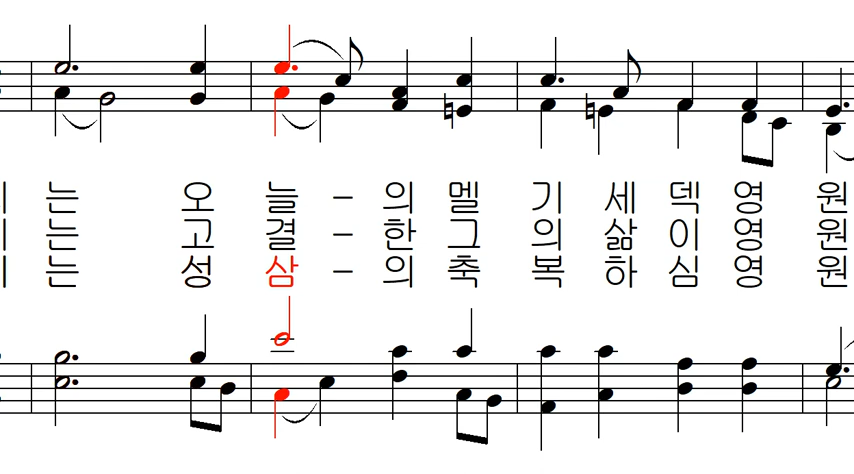 는 오 늘 - 의 멜 기 세 덱 영 원
는 고 결 - 한 그 의 삶 이 영 원
는 성 삼 - 의 축 복 하 심 영 원